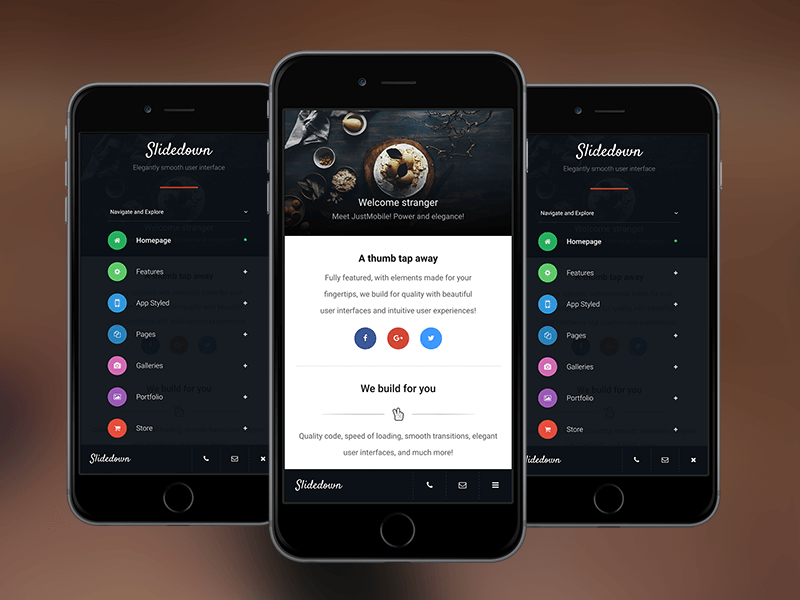 Slidedown
Elegantly smooth user interface
Navigate and Explore
Homepage
Features
App Styled
Pages
Galleries
Portfolio
Store
Slidedown
Welcome stranger
Meet JustMobile! Power and elegance!
A thumb tap away
Fully featured, with elements made for your
fingertips, we build for quality with beautiful
user interfaces and intuitive user experiences!
f
G+
We build for you
Quality code, speed of loading, smooth transitions, elegant
user interfaces, and much more!
Slidedown
Slidedown
Elegantly smooth user interface
Navigate and Explore
Homepage
Features
App Styled
Pages
Galleries
Portfolio
Store
lidedown